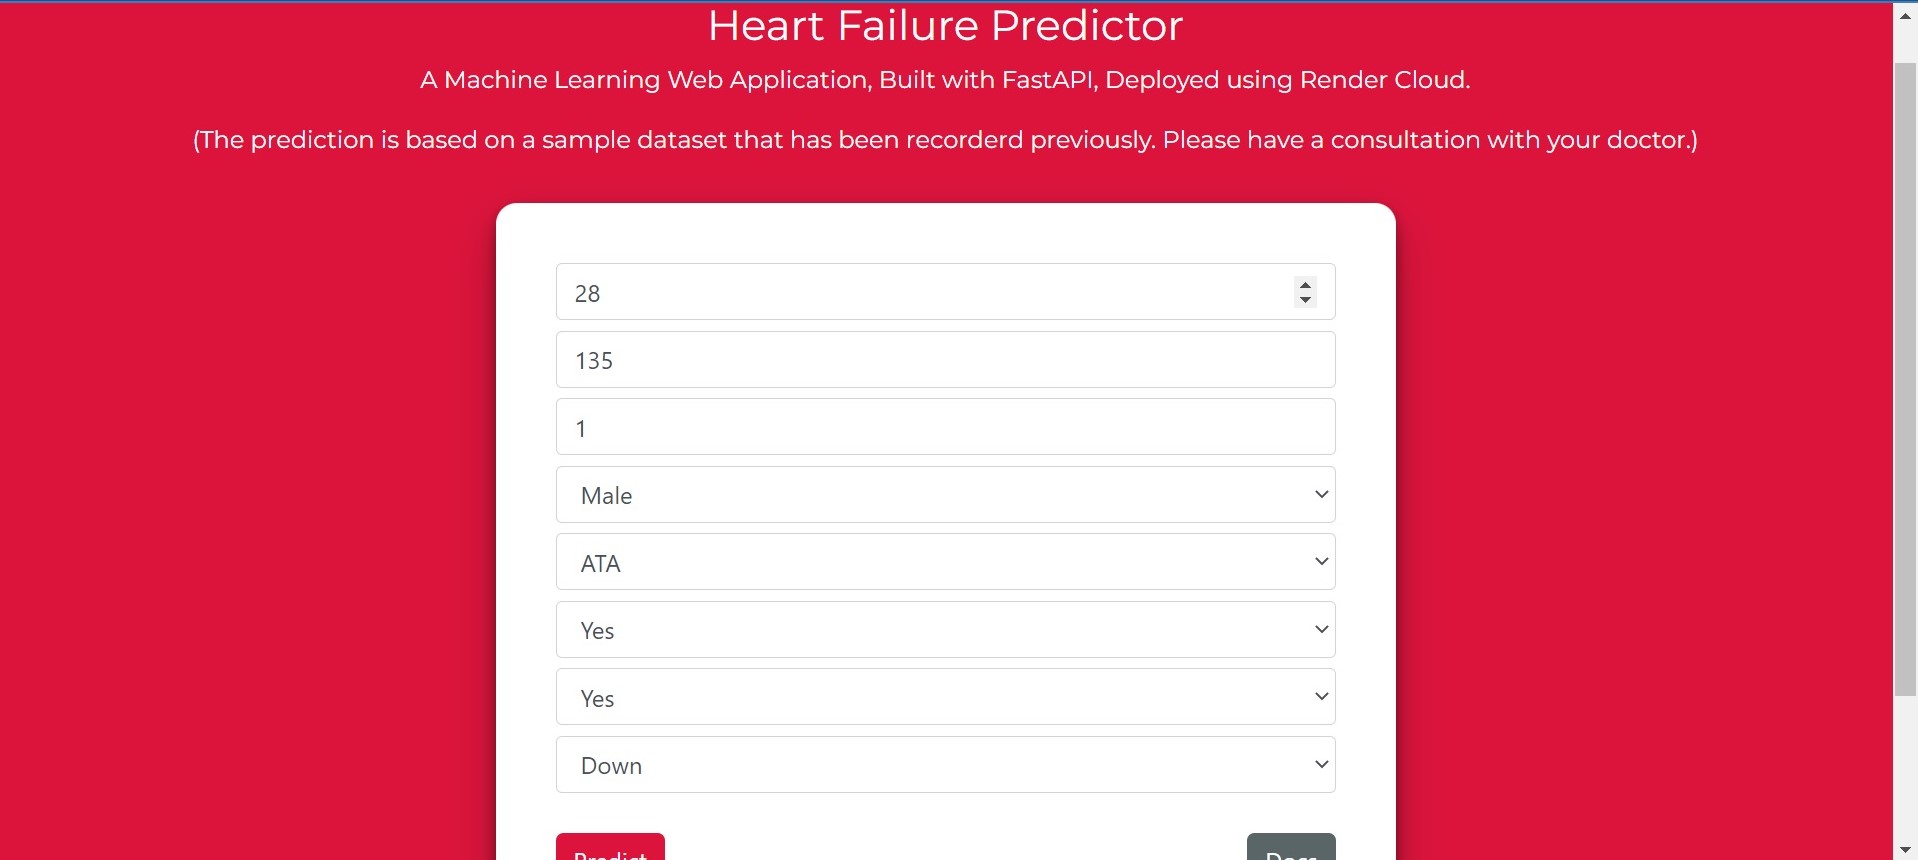 Heart Failure Predictor
A Machine Learning Web Application, Built with FastAPI, Deployed using Render Cloud.
(The prediction is based on a sample dataset that has been recorderd previously. Please have a consultation with your doctor.)
28
135
1
Male
ATA
Yes
Yes
Down
Predict
Docs